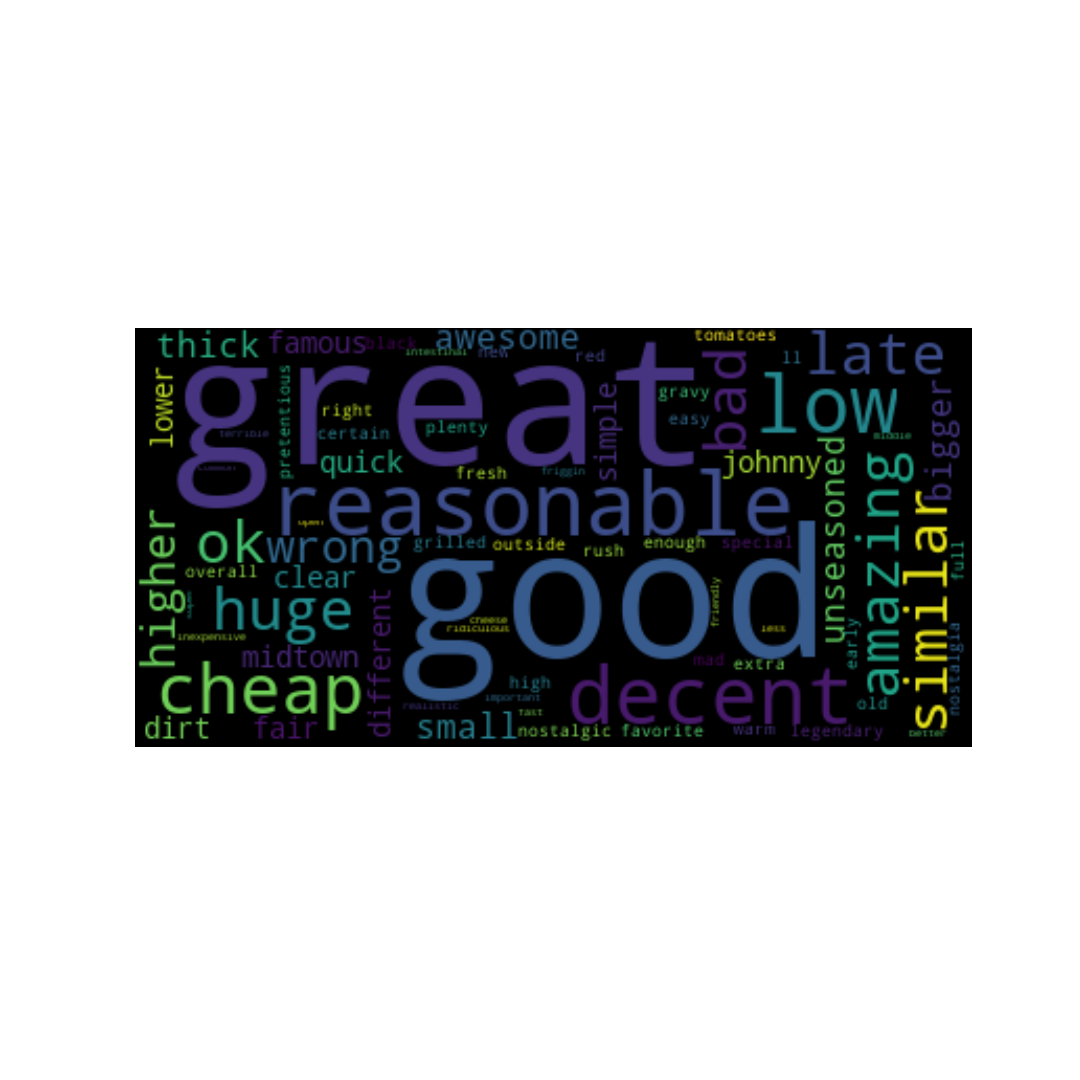 thick
famous
black
awesome
intestinal
new
red
tomatoes
ll
late
lower
great
bad
low
pretentious
right
certain
plenty
terrible
simple
gravy
easy
middle
bigger
quick
fresh
friggin
johnny
reasonable
unseasoned
amazing
similar
higher
ok
wrong
grilled
outside
rush
enough
special
full
overall
clear
good
huge
different
cheese
ridiculous
friendly
less
early
nostalgia
inexpensive
midtown
mad
extra
cheap
high
important
decent
old
realistic
fast
dirt
fair
small
nostalgic
favorite
warm
legendary
better